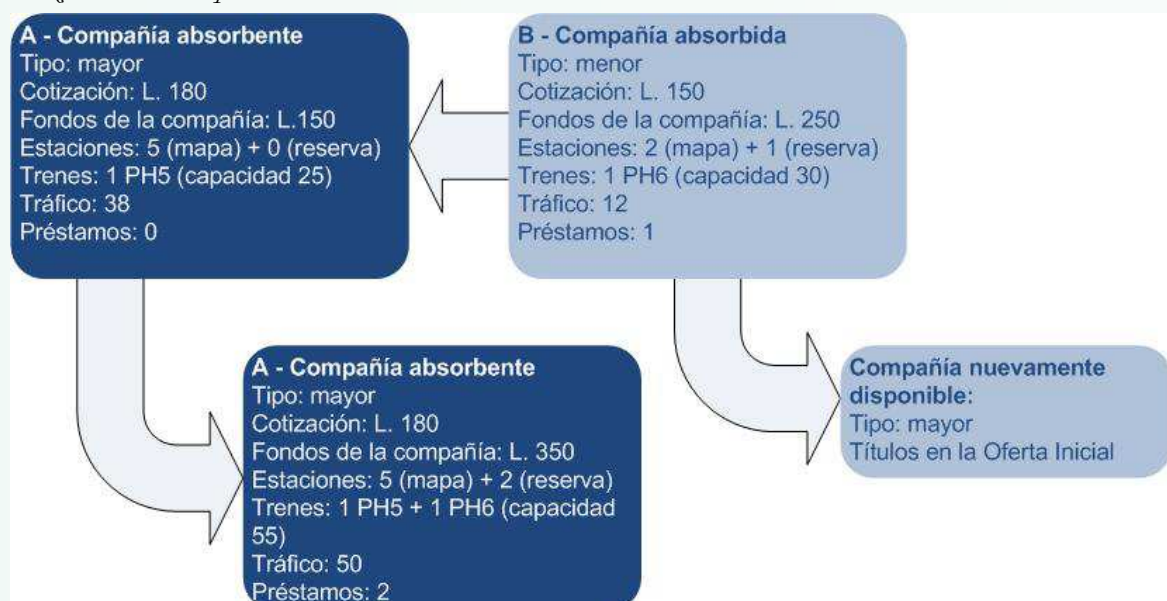 A - Compañía absorbente
Tipo: mayor
Cotización: L. 180
Fondos de la compañía: L.150
Estaciones: 5 (mapa) + 0 (reserva)
Trenes: 1 PH5 (capacidad 25)
Tráfico: 38
Préstamos: 0
B - Compañía absorbida
Tipo: menor
Cotización: L. 150
Fondos de la compañía: L. 250
Estaciones: 2 (mapa) + 1 (reserva)
Trenes: 1 PH6 (capacidad 30)
Tráfico: 12
Préstamos: 1
A - Compañía absorbente
Tipo: mayor
Cotización: L. 180
Fondos de la compañía: L. 350
Estaciones: 5 (mapa) + 2 (reserva)
Trenes: 1 PH5 + 1 PH6 (capacidad
55)
Tráfico: 50
Préstamos: 2
Compañía nuevamente
disponible:
Tipo: mayor
Títulos en la Oferta Inicial